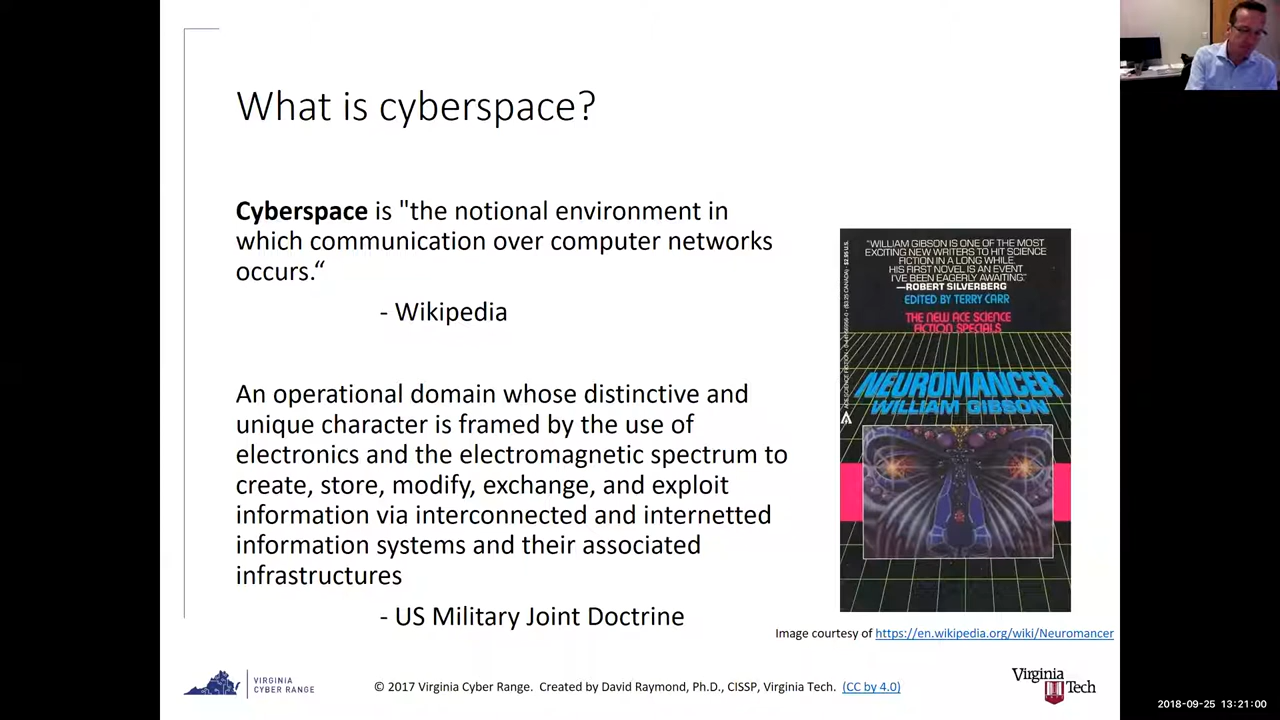 What is cyberspace?
Cyberspace is "the notional environment in
which communication over computer networks
occurs.“
- Wikipedia
An operational domain whose distinctive and
unique character is framed by the use of
electronics and the electromagnetic spectrum to
create, store, modify, exchange, and exploit
information via interconnected and internetted
information systems and their associated
infrastructures
- US Military Joint Doctrine
"WILLIAM GIBSON IS ONE OF THE MOST
EXCITING NEW WRITERS TO HIT SCIENCE
FICTION IN A LONG WHILE.
HIS FIRST NOVEL IS AN EVENT
I'VE BEEN EAGERLY AWAITING."
—ROBERT SILVERBERG
EDITED BY TERRY CARR
THE NEW ACE SCIENCE
FICTION SPECIALS
NEUROMANCER
WILLIAM GIBSON
Image courtesy of https://en.wikipedia.org/wiki/Neuromancer
VIRGINIA
CYBER RANGE
© 2017 Virginia Cyber Range. Created by David Raymond, Ph.D., CISSP, Virginia Tech. (CC by 4.0)
Virginia
Tech
2018-09-25 13:21:00